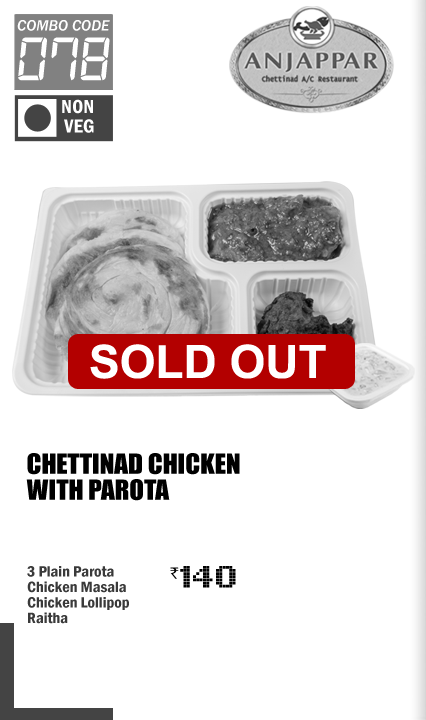 COMBO CODE
078
NON
VEG
ANJAPPAR
Chettinad A/C Restaurant
SOLD OUT
CHETTINAD CHICKEN
WITH PAROTA
3 Plain Parota
Chicken Masala
Chicken Lollipop
Raitha
₹140